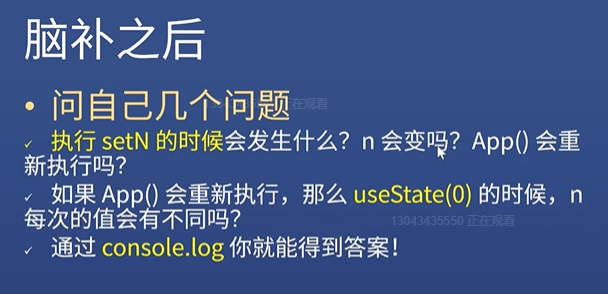 脑补之后
• 问自己几个问题
✓ 执行 setN 的时候会发生什么？n 会变吗？App() 会重
新执行吗？
✓ 如果 App() 会重新执行，那么 useState(0) 的时候，n
每次的值会有不同吗？
13043435550 正在观看
✓ 通过 console.log 你就能得到答案！